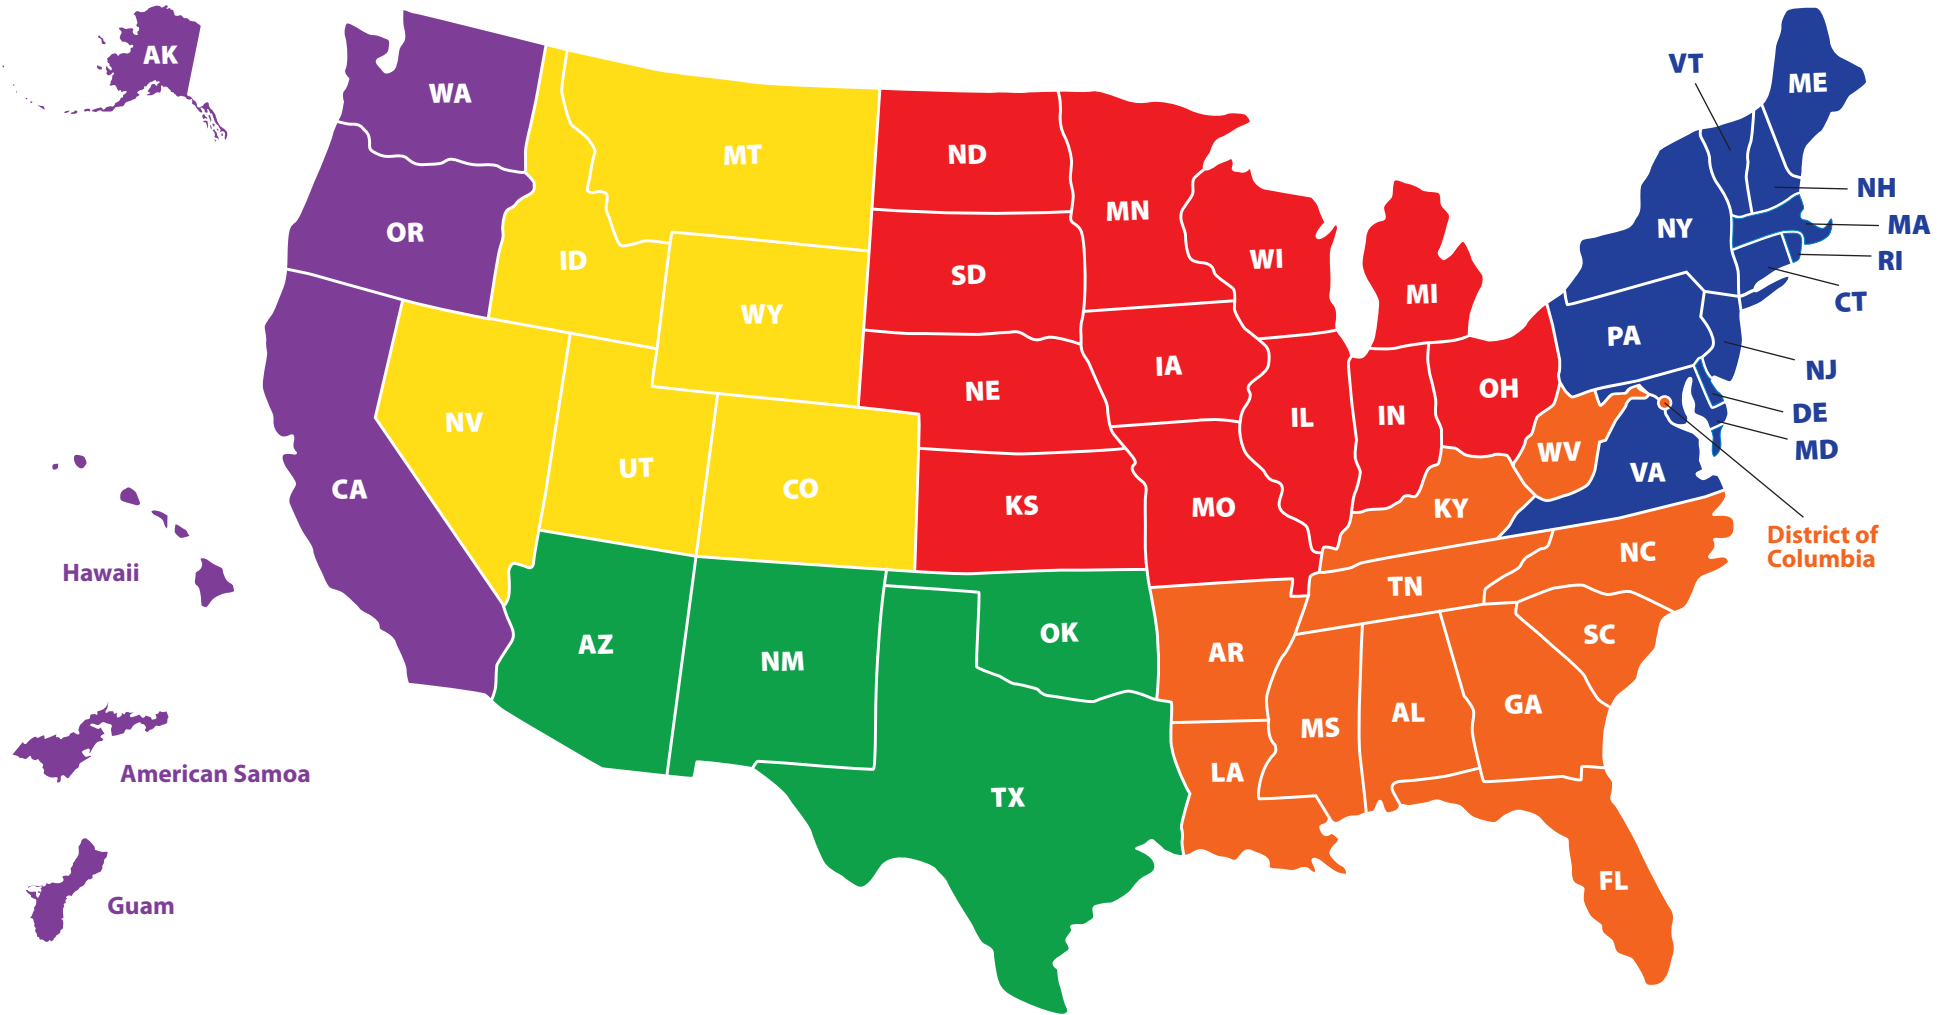 AK
WA
VT
ME
MT
ND
NH
MN
MA
NY
OR
ID
WI
RI
SD
MI
CT
WY
PA
IA
NJ
NE
OH
DE
IN
IL
NV
MD
WV
UT
VA
CO
CA
KS
MO
KY
District of
Columbia
NC
Hawaii
TN
OK
SC
AZ
AR
NM
GA
AL
MS
LA
American Samoa
TX
FL
Guam